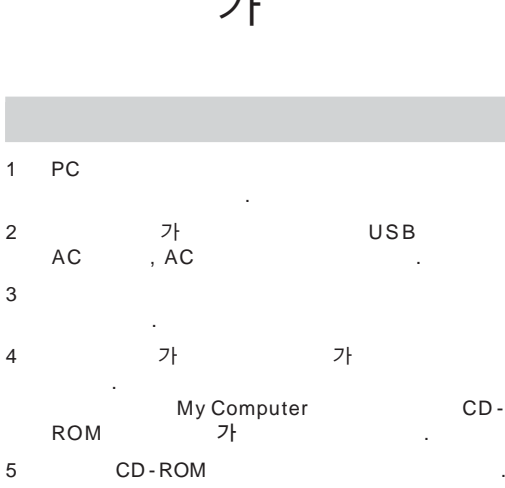 가
1 PC
.
2 가 USB
AC , AC .
3
.
4 가 가
.
My Computer CD-
ROM 가 .
5 CD-ROM .